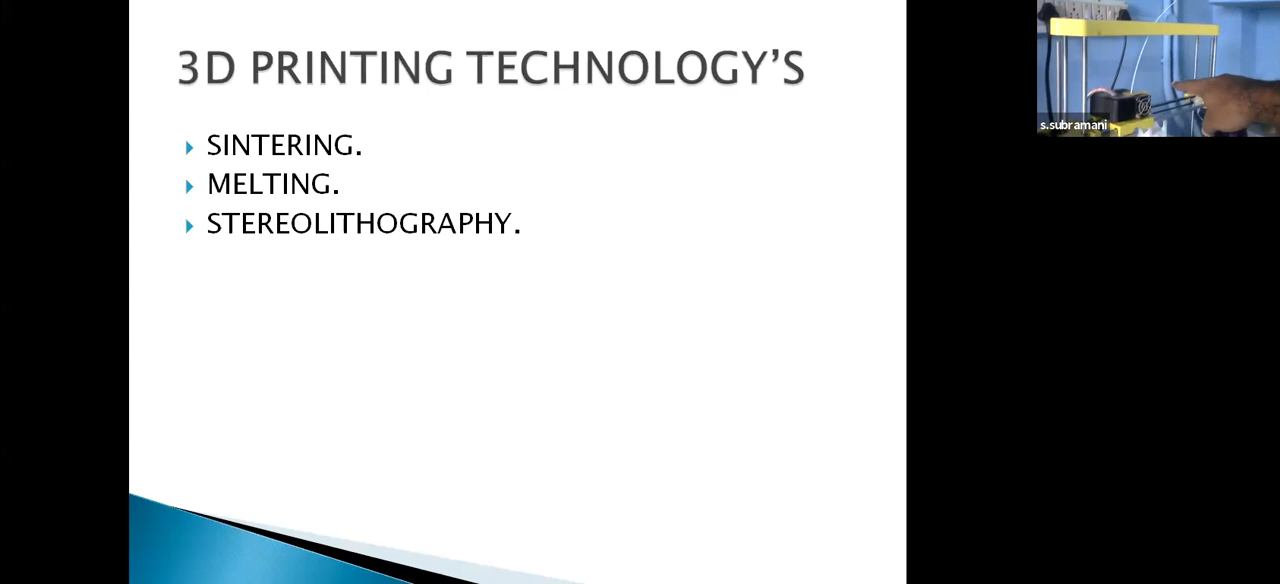 3D PRINTING TECHNOLOGY’S
SINTERING.
MELTING.
STEREOLITHOGRAPHY.
s.subramani